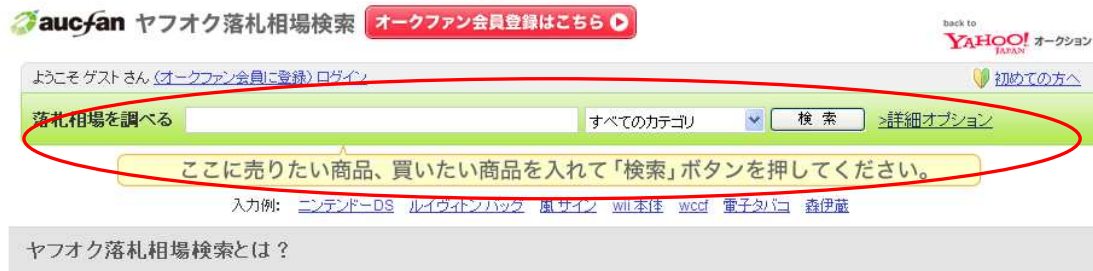 aucfan ヤフオク落札相場検索 オークファン会員登録はこちら
back to
YAHOO! オークション
JAPAN
ようこそ ゲスト さん (オークファン会員に登録) ログイン
初めての方へ
落札相場を調べる すべてのカテゴリ 検 索 >詳細オプション
ここに売りたい商品、買いたい商品を入れて「検索」ボタンを押してください。
入力例: ニンテンドーDS ルイヴィトン バッグ 嵐 サイン wii 本体 wccf 電子タバコ 森伊蔵
ヤフオク落札相場検索とは？